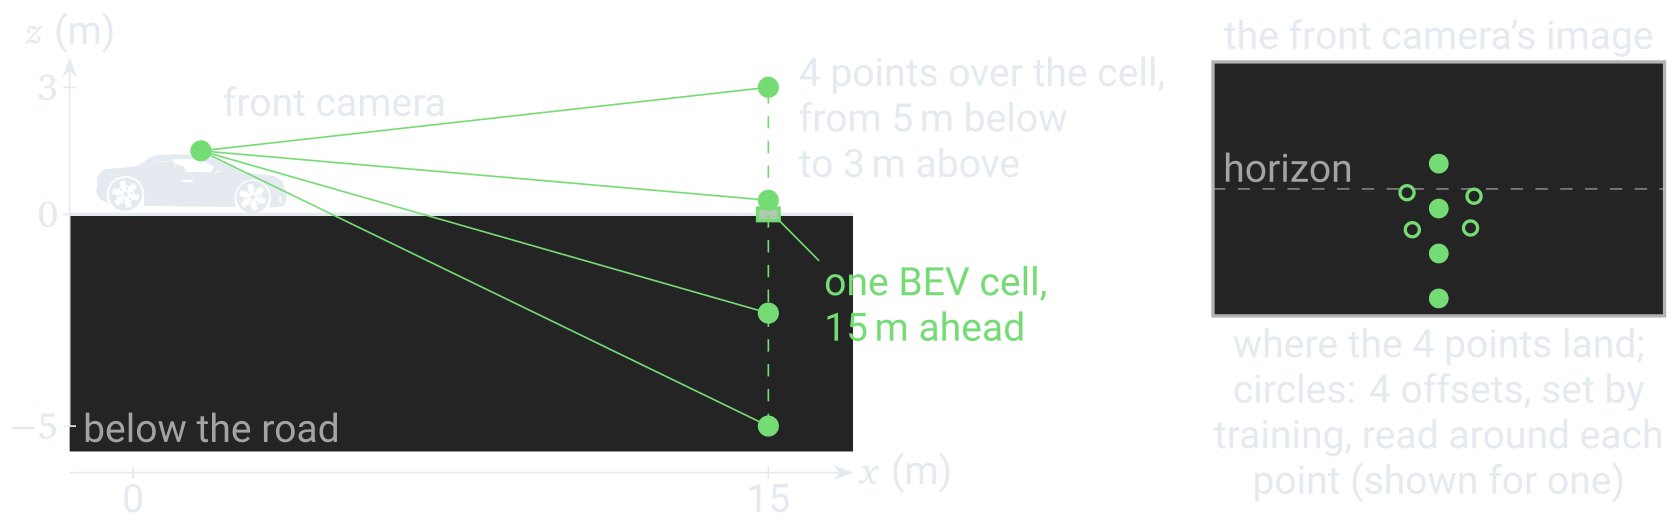 z (m)
3
0
−5
front camera
4 points over the cell,
from 5 m below
to 3 m above
one BEV cell,
15 m ahead
below the road
0
15
x (m)
the front camera’s image
horizon
where the 4 points land;
circles: 4 offsets, set by
training, read around each
point (shown for one)